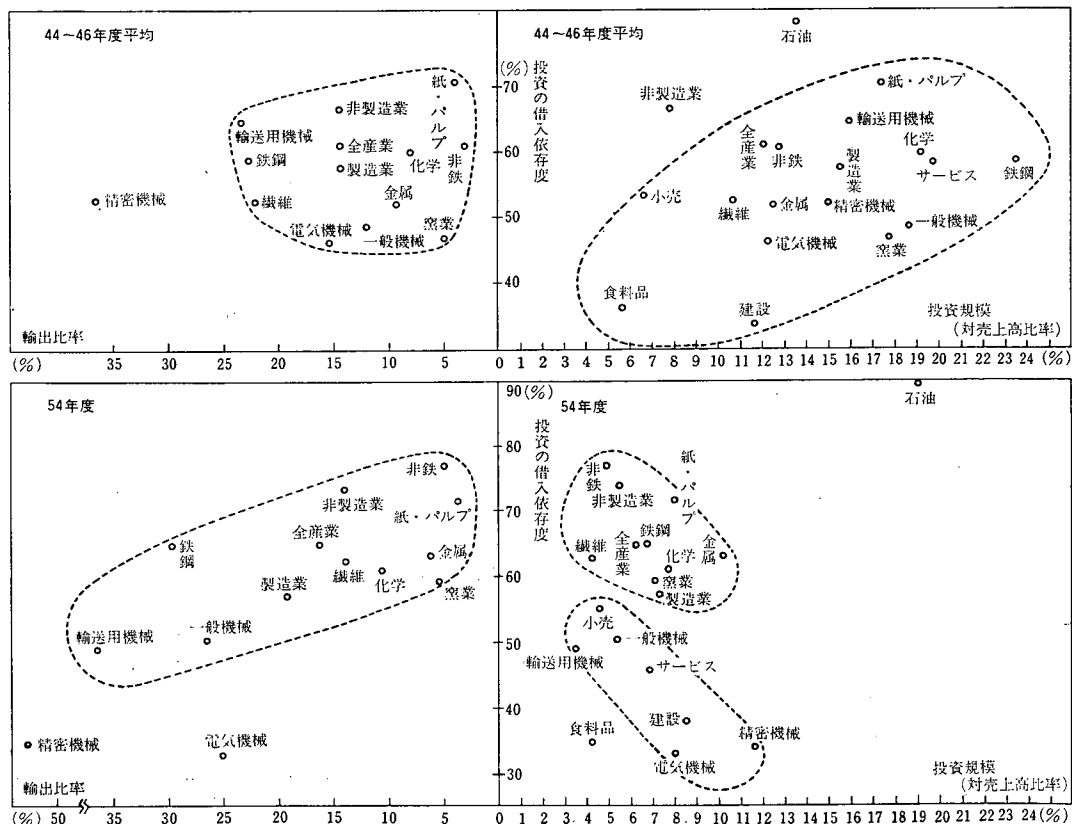 44～46年度平均
(%)
投資の借入依存度
70
60
50
40
紙・パルプ
非製造業
輸送用機械
全産業
化学
非鉄
鉄鋼
製造業
金属
精密機械
繊維
電気機械
一般機械
窯業
輸出比率
(%)
35
30
25
20
15
10
5
44～46年度平均
石油
紙・パルプ
非製造業
輸送用機械
全産業
非鉄
製造業
化学
サービス
鉄鋼
小売
繊維
金属
精密機械
電気機械
一般機械
窯業
食料品
建設
投資規模
(対売上高比率)
0 1 2 3 4 5 6 7 8 9 10 11 12 13 14 15 16 17 18 19 20 21 22 23 24 (%)
54年度
90(%)
投資の借入依存度
80
70
60
50
40
30
非鉄
非製造業
紙・パルプ
全産業
鉄鋼
金属
繊維
化学
製造業
窯業
一般機械
輸送用機械
精密機械
電気機械
輸出比率
(%)
50
35
30
25
20
15
10
5
54年度
石油
非鉄
紙・パルプ
非製造業
繊維
全産業
鉄鋼
化学
金属
窯業
製造業
小売
一般機械
輸送用機械
サービス
食料品
建設
精密機械
電気機械
投資規模
(対売上高比率)
0 1 2 3 4 5 6 7 8 9 10 11 12 13 14 15 16 17 18 19 20 21 22 23 24 (%)